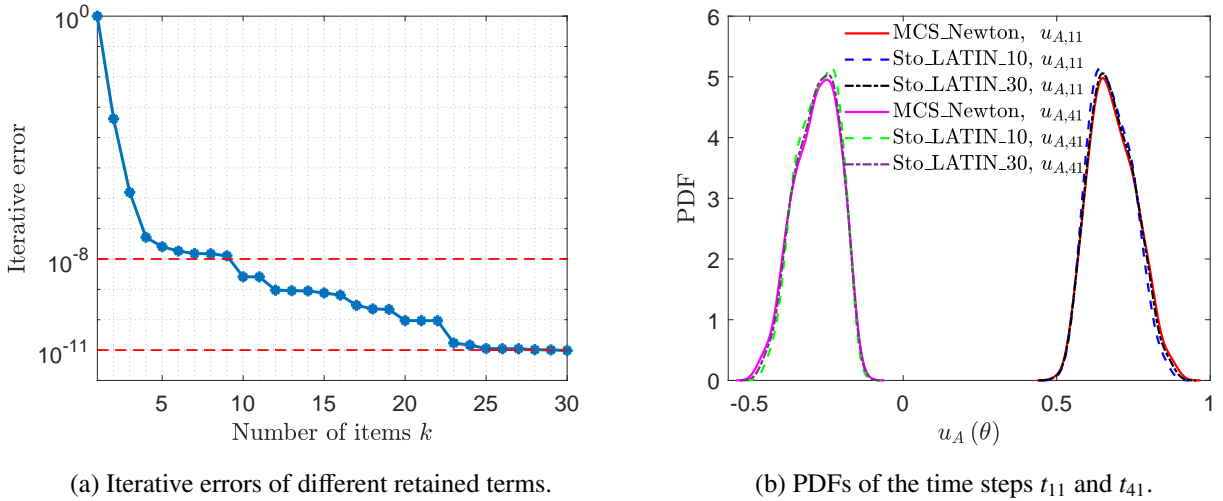 10^0
10^-8
10^-11
5
10
15
20
25
30
Iterative error
Number of items k
(a) Iterative errors of different retained terms.
6
5
4
3
2
1
0
-0.5
0
0.5
1
PDF
u_A (θ)
MCS_Newton, u_A,11
Sto_LATIN_10, u_A,11
Sto_LATIN_30, u_A,11
MCS_Newton, u_A,41
Sto_LATIN_10, u_A,41
Sto_LATIN_30, u_A,41
(b) PDFs of the time steps t_11 and t_41.